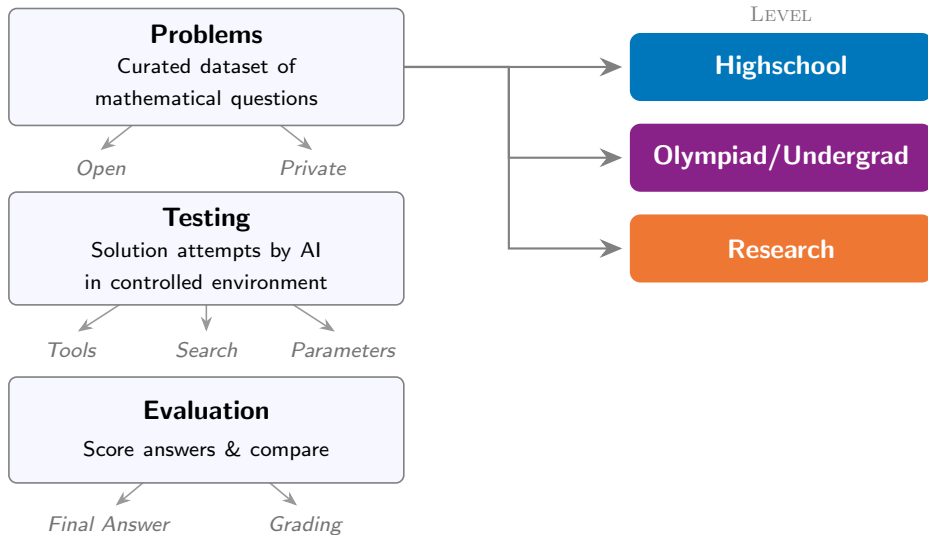 Problems
Curated dataset of
mathematical questions
Open
Private
Testing
Solution attempts by AI
in controlled environment
Tools
Search
Parameters
Evaluation
Score answers & compare
Final Answer
Grading
LEVEL
Highschool
Olympiad/Undergrad
Research